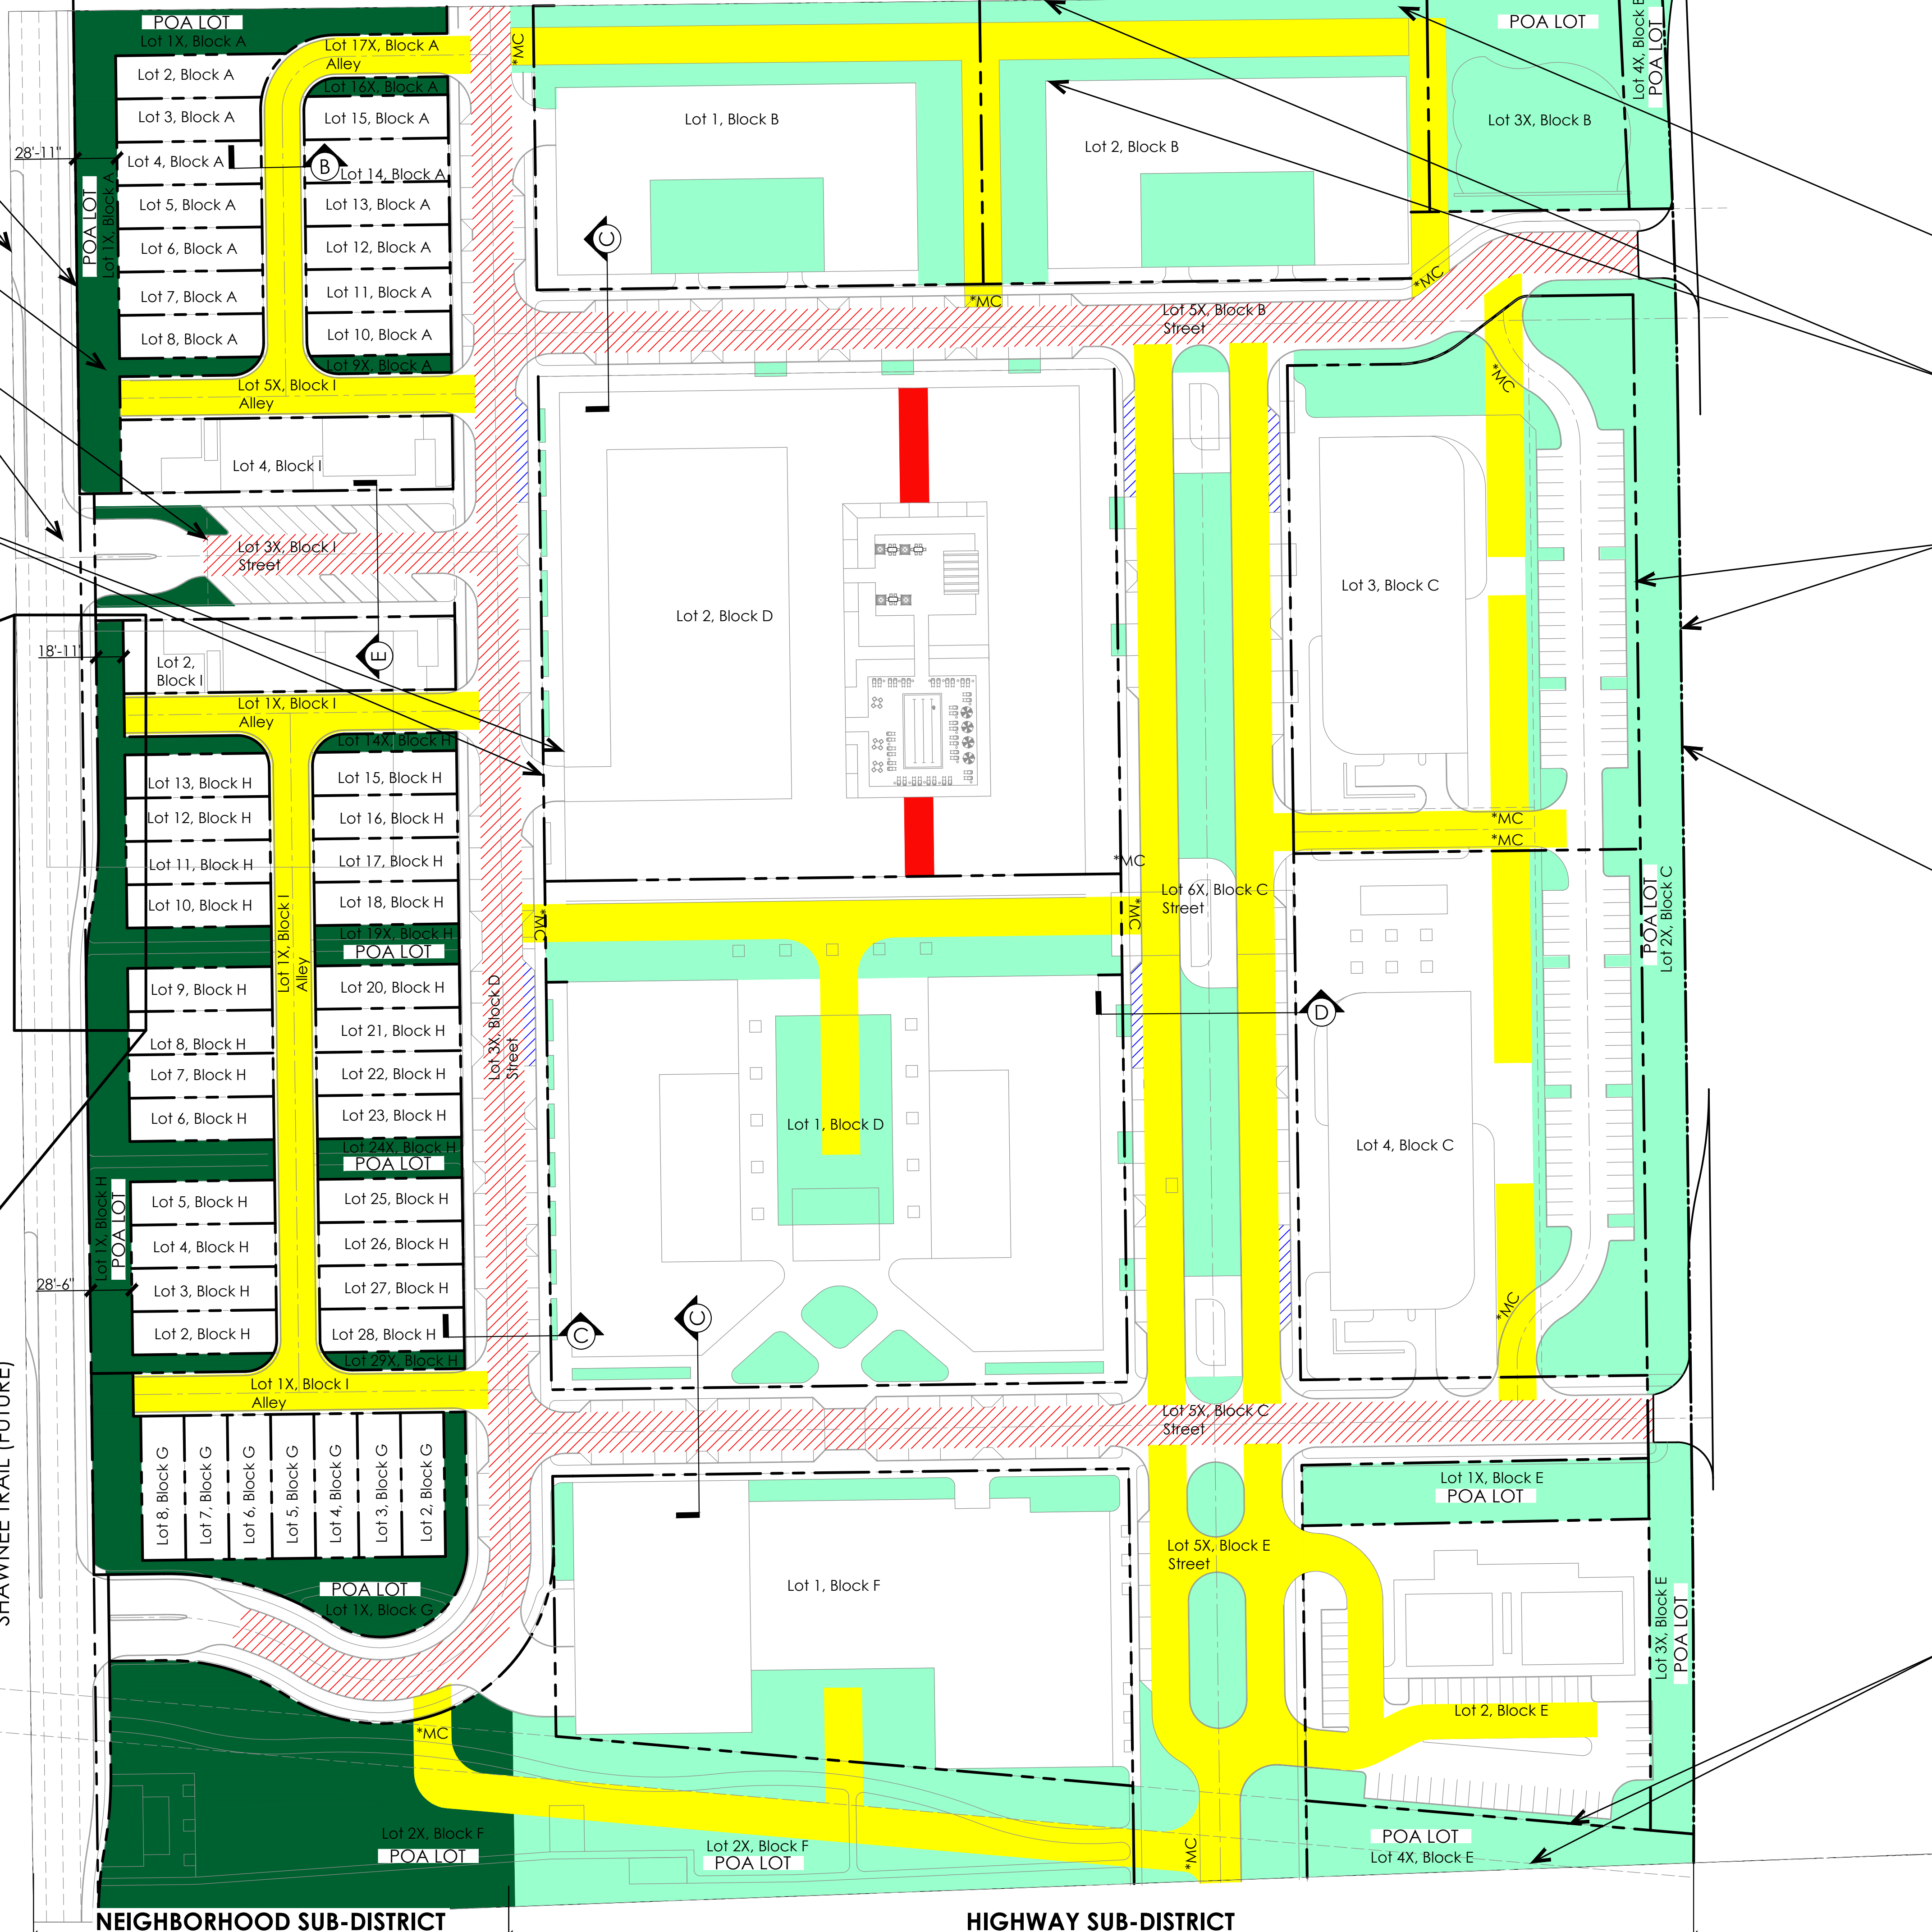 POA LOT
Lot 1X, Block A
Lot 17X, Block A
Alley
Lot 16X, Block A
Lot 2, Block A
Lot 3, Block A
Lot 4, Block A
Lot 5, Block A
Lot 6, Block A
Lot 7, Block A
Lot 8, Block A
Lot 15, Block A
Lot 14, Block A
Lot 13, Block A
Lot 12, Block A
Lot 11, Block A
Lot 10, Block A
Lot 9X, Block A
28'-11"
POA LOT
Lot 1X, Block A
B
Lot 5X, Block I
Alley
Lot 4, Block I
Lot 3X, Block I
Street
E
18'-11"
Lot 2,
Block I
Lot 1X, Block I
Alley
Lot 14X, Block H
Lot 13, Block H
Lot 12, Block H
Lot 11, Block H
Lot 10, Block H
Lot 15, Block H
Lot 16, Block H
Lot 17, Block H
Lot 18, Block H
Lot 19X, Block H
POA LOT
Lot 1X, Block I
Alley
Lot 9, Block H
Lot 8, Block H
Lot 7, Block H
Lot 6, Block H
Lot 20, Block H
Lot 21, Block H
Lot 22, Block H
Lot 23, Block H
Lot 24X, Block H
POA LOT
Lot 1X, Block H
POA LOT
Lot 5, Block H
Lot 4, Block H
Lot 3, Block H
Lot 2, Block H
28'-6"
Lot 25, Block H
Lot 26, Block H
Lot 27, Block H
Lot 28, Block H
Lot 29X, Block H
Lot 1X, Block I
Alley
Lot 8, Block G
Lot 7, Block G
Lot 6, Block G
Lot 5, Block G
Lot 4, Block G
Lot 3, Block G
Lot 2, Block G
POA LOT
Lot 1X, Block G
SHAWNEE TRAIL (FUTURE)
*MC
Lot 2X, Block F
POA LOT
Lot 3X, Block D
Street
*MC
Lot 1, Block B
Lot 2, Block B
POA LOT
Lot 3X, Block B
Lot 4X, Block B
POA LOT
C
*MC
*MC
Lot 5X, Block B
Street
*MC
Lot 2, Block D
Lot 3, Block C
*MC
*MC
*MC
*MC
*MC
Lot 6X, Block C
Street
POA LOT
Lot 2X, Block C
D
Lot 1, Block D
Lot 4, Block C
*MC
C
C
Lot 5X, Block C
Street
Lot 1X, Block E
POA LOT
Lot 5X, Block E
Street
Lot 1, Block F
Lot 3X, Block E
POA LOT
Lot 2, Block E
Lot 2X, Block F
POA LOT
*MC
POA LOT
Lot 4X, Block E
NEIGHBORHOOD SUB-DISTRICT
HIGHWAY SUB-DISTRICT